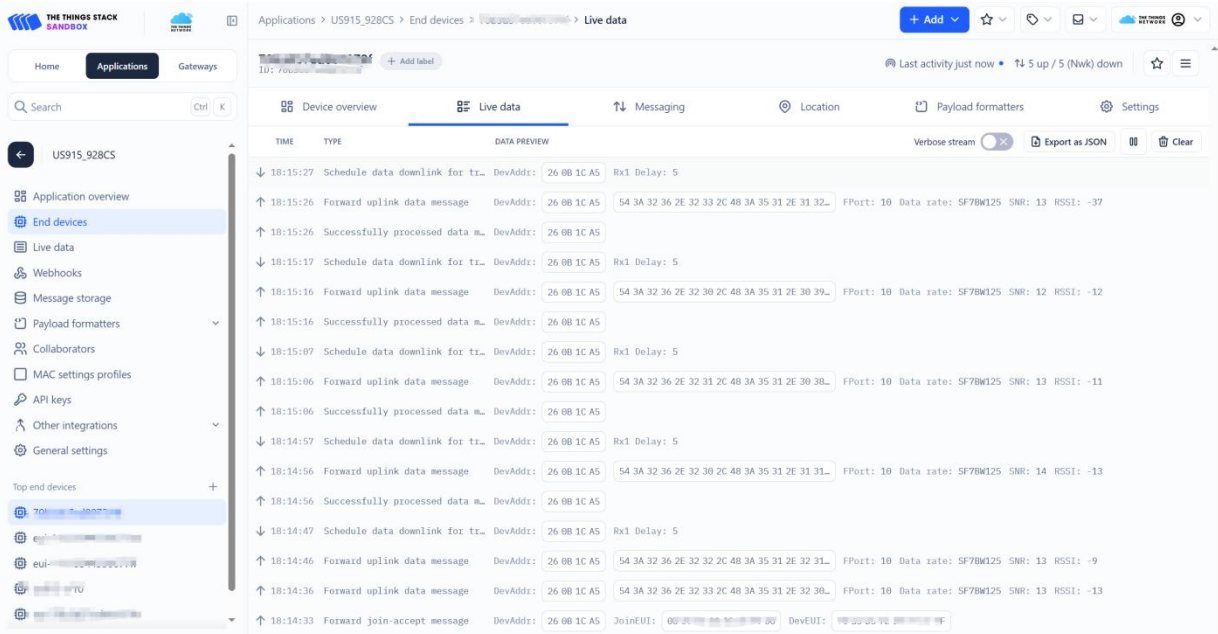 THE THINGS STACK
SANDBOX
THE THINGS
NETWORK
Applications > US915_928CS > End devices > > Live data
+ Add
THE THINGS
NETWORK
Home Applications Gateways
+ Add label
ID:
Last activity just now • 5 up / 5 (Nwk) down
Search Ctrl K
Device overview Live data Messaging Location Payload formatters Settings
TIME TYPE DATA PREVIEW Verbose stream Export as JSON Clear
US915_928CS
Application overview
End devices
Live data
Webhooks
Message storage
Payload formatters
Collaborators
MAC settings profiles
API keys
Other integrations
General settings
Top end devices +
eui-
↓ 18:15:27 Schedule data downlink for tr… DevAddr: 26 0B 1C A5 Rx1 Delay: 5
↑ 18:15:26 Forward uplink data message DevAddr: 26 0B 1C A5 54 3A 32 36 2E 32 33 2C 48 3A 35 31 2E 31 32… FPort: 10 Data rate: SF7BW125 SNR: 13 RSSI: -37
↑ 18:15:26 Successfully processed data m… DevAddr: 26 0B 1C A5
↓ 18:15:17 Schedule data downlink for tr… DevAddr: 26 0B 1C A5 Rx1 Delay: 5
↑ 18:15:16 Forward uplink data message DevAddr: 26 0B 1C A5 54 3A 32 36 2E 32 30 2C 48 3A 35 31 2E 30 39… FPort: 10 Data rate: SF7BW125 SNR: 12 RSSI: -12
↑ 18:15:16 Successfully processed data m… DevAddr: 26 0B 1C A5
↓ 18:15:07 Schedule data downlink for tr… DevAddr: 26 0B 1C A5 Rx1 Delay: 5
↑ 18:15:06 Forward uplink data message DevAddr: 26 0B 1C A5 54 3A 32 36 2E 32 31 2C 48 3A 35 31 2E 30 38… FPort: 10 Data rate: SF7BW125 SNR: 13 RSSI: -11
↑ 18:15:06 Successfully processed data m… DevAddr: 26 0B 1C A5
↓ 18:14:57 Schedule data downlink for tr… DevAddr: 26 0B 1C A5 Rx1 Delay: 5
↑ 18:14:56 Forward uplink data message DevAddr: 26 0B 1C A5 54 3A 32 36 2E 32 30 2C 48 3A 35 31 2E 31 31… FPort: 10 Data rate: SF7BW125 SNR: 14 RSSI: -13
↑ 18:14:56 Successfully processed data m… DevAddr: 26 0B 1C A5
↓ 18:14:47 Schedule data downlink for tr… DevAddr: 26 0B 1C A5 Rx1 Delay: 5
↑ 18:14:46 Forward uplink data message DevAddr: 26 0B 1C A5 54 3A 32 36 2E 33 32 2C 48 3A 35 31 2E 32 31… FPort: 10 Data rate: SF7BW125 SNR: 13 RSSI: -9
↑ 18:14:36 Forward uplink data message DevAddr: 26 0B 1C A5 54 3A 32 36 2E 32 34 2C 48 3A 35 31 2E 32 30… FPort: 10 Data rate: SF7BW125 SNR: 13 RSSI: -13
↑ 18:14:33 Forward join-accept message DevAddr: 26 0B 1C A5 JoinEUI: DevEUI: